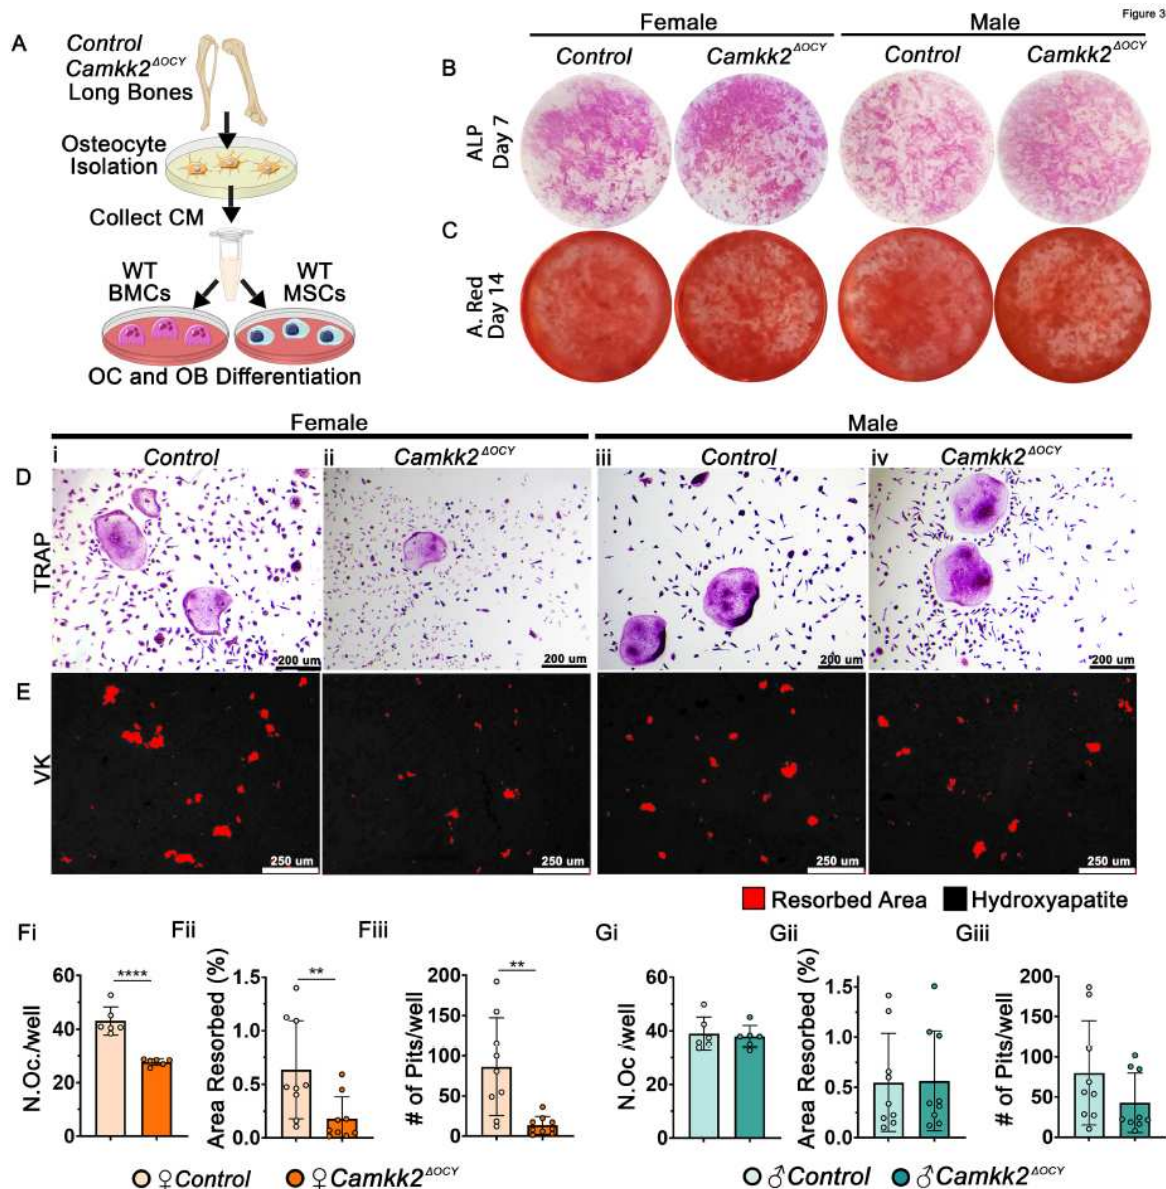 Figure 3
Female
Male
A
Control
Camkk2ΔOCY
Long Bones
Osteocyte
Isolation
Collect CM
WT
BMCs
WT
MSCs
OC and OB Differentiation
Control
Camkk2ΔOCY
Control
Camkk2ΔOCY
B
ALP
Day 7
C
A. Red
Day 14
Female
Male
i
Control
ii
Camkk2ΔOCY
iii
Control
iv
Camkk2ΔOCY
D
TRAP
200 um
200 um
200 um
200 um
E
VK
250 um
250 um
250 um
250 um
Resorbed Area
Hydroxyapatite
Fi
N.Oc./well
60
40
20
0
****
Fii
Area Resorbed (%)
1.5
1.0
0.5
0.0
**
Fiii
# of Pits/well
200
150
100
50
0
**
♀Control
♀Camkk2ΔOCY
Gi
N.Oc /well
60
40
20
0
Gii
Area Resorbed (%)
1.5
1.0
0.5
0.0
Giii
# of Pits/well
200
150
100
50
0
♂Control
♂Camkk2ΔOCY